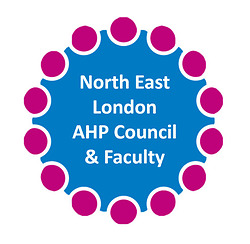 North East
London
AHP Council
& Faculty